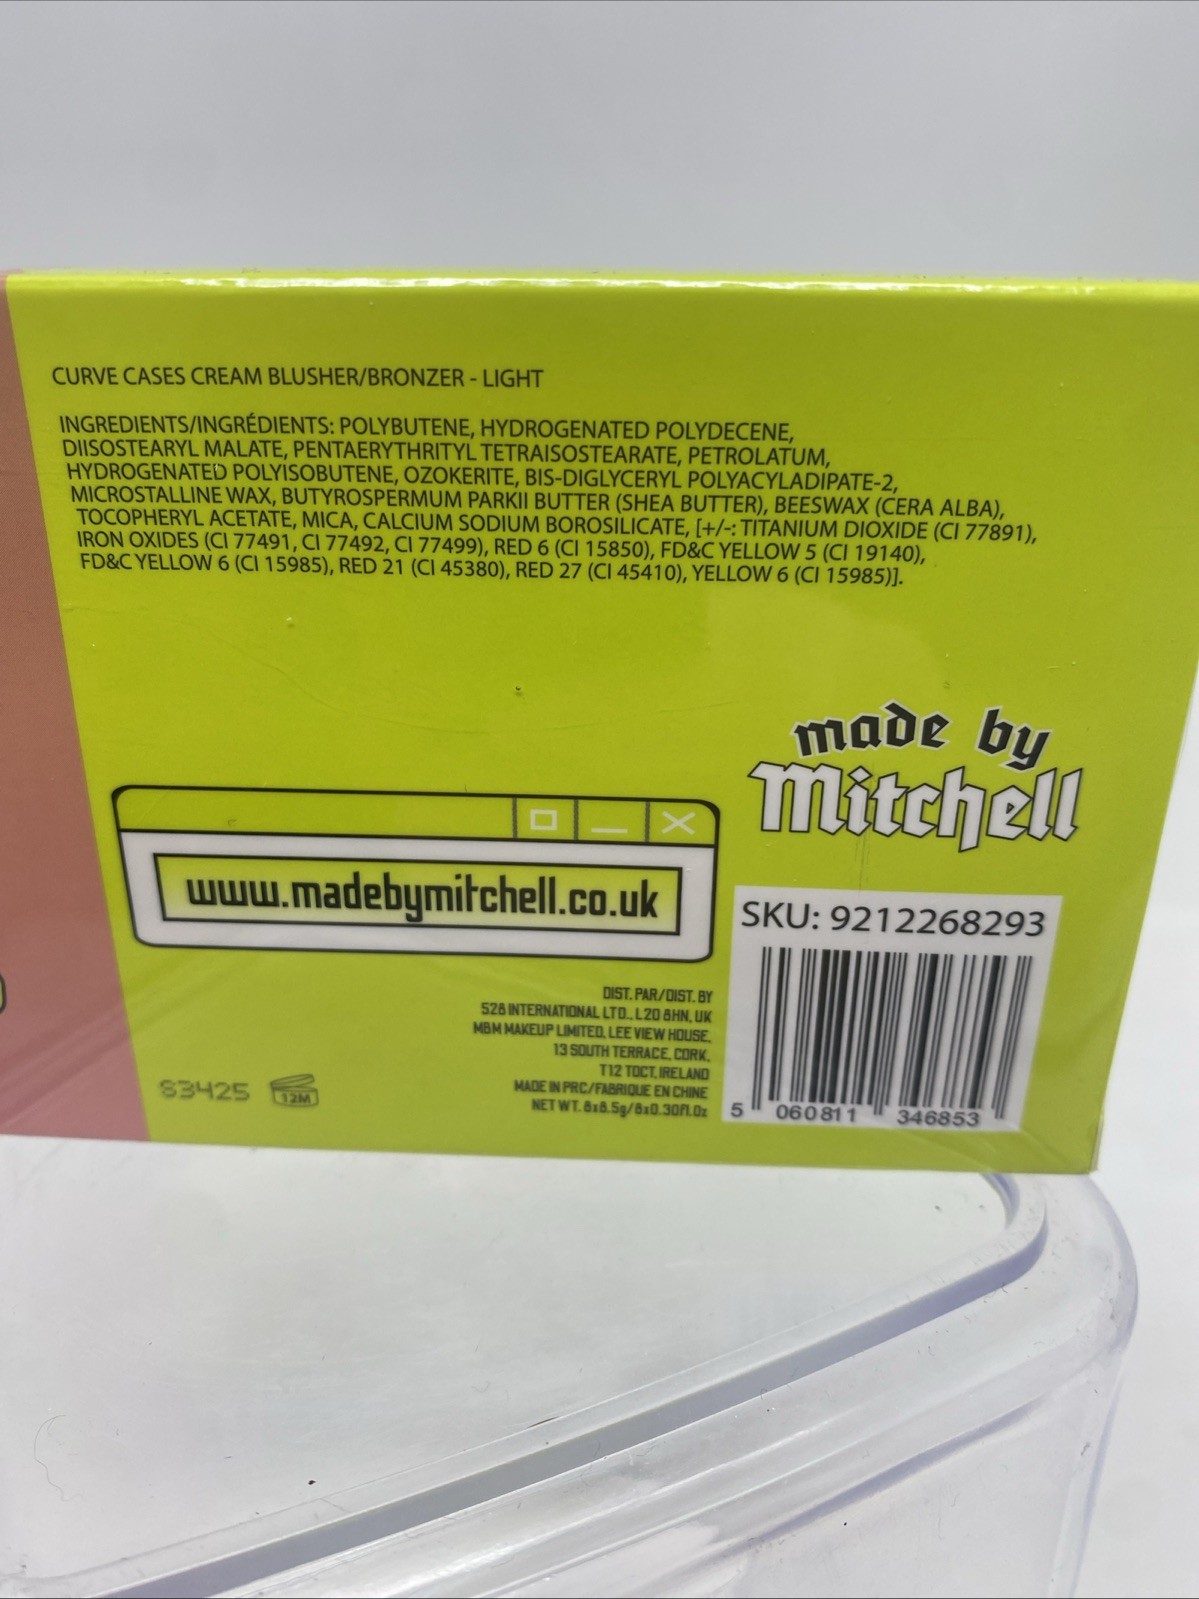 CURVE CASES CREAM BLUSHER/BRONZER - LIGHT
INGREDIENTS/INGRÉDIENTS: POLYBUTENE, HYDROGENATED POLYDECENE,
DIISOSTEARYL MALATE, PENTAERYTHRITYL TETRAISOSTEARATE, PETROLATUM,
HYDROGENATED POLYISOBUTENE, OZOKERITE, BIS-DIGLYCERYL POLYACYLADIPATE-2,
MICROSTALLINE WAX, BUTYROSPERMUM PARKII BUTTER (SHEA BUTTER), BEESWAX (CERA ALBA),
TOCOPHERYL ACETATE, MICA, CALCIUM SODIUM BOROSILICATE, [+/-: TITANIUM DIOXIDE (CI 77891),
IRON OXIDES (CI 77491, CI 77492, CI 77499), RED 6 (CI 15850), FD&C YELLOW 5 (CI 19140),
FD&C YELLOW 6 (CI 15985), RED 21 (CI 45380), RED 27 (CI 45410), YELLOW 6 (CI 15985)].
made by
Mitchell
www.madebymitchell.co.uk
SKU: 9212268293
DIST. PAR/DIST. BY
528 INTERNATIONAL LTD., L20 8HN, UK
MBM MAKEUP LIMITED, LEE VIEW HOUSE,
13 SOUTH TERRACE, CORK,
T12 T0CT, IRELAND
MADE IN PRC/FABRIQUE EN CHINE
NET WT. 8x8.5g/8x0.30fl.Oz
83425
12M
5 060811 346853